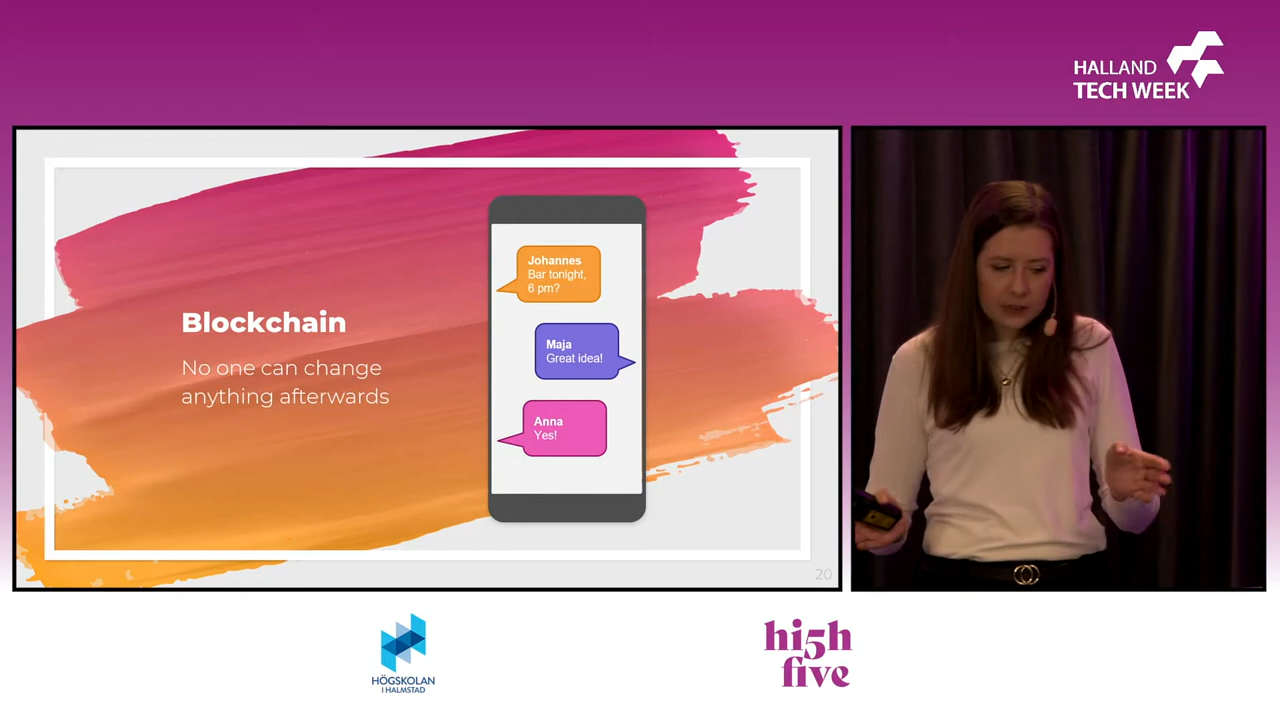 HALLAND
TECH WEEK
Blockchain
No one can change
anything afterwards
Johannes
Bar tonight,
6 pm?
Maja
Great idea!
Anna
Yes!
20
HÖGSKOLAN
I HALMSTAD
hi5h
five